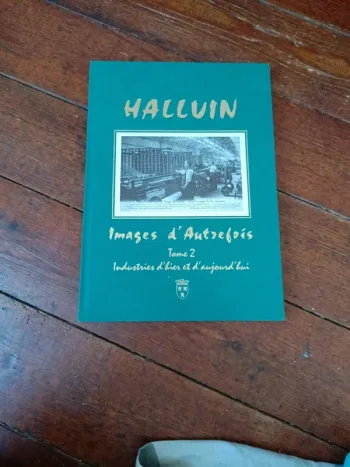 HALLUIN
Images d'Autrefois
Tome 2
Industries d'hier et d'aujourd'hui